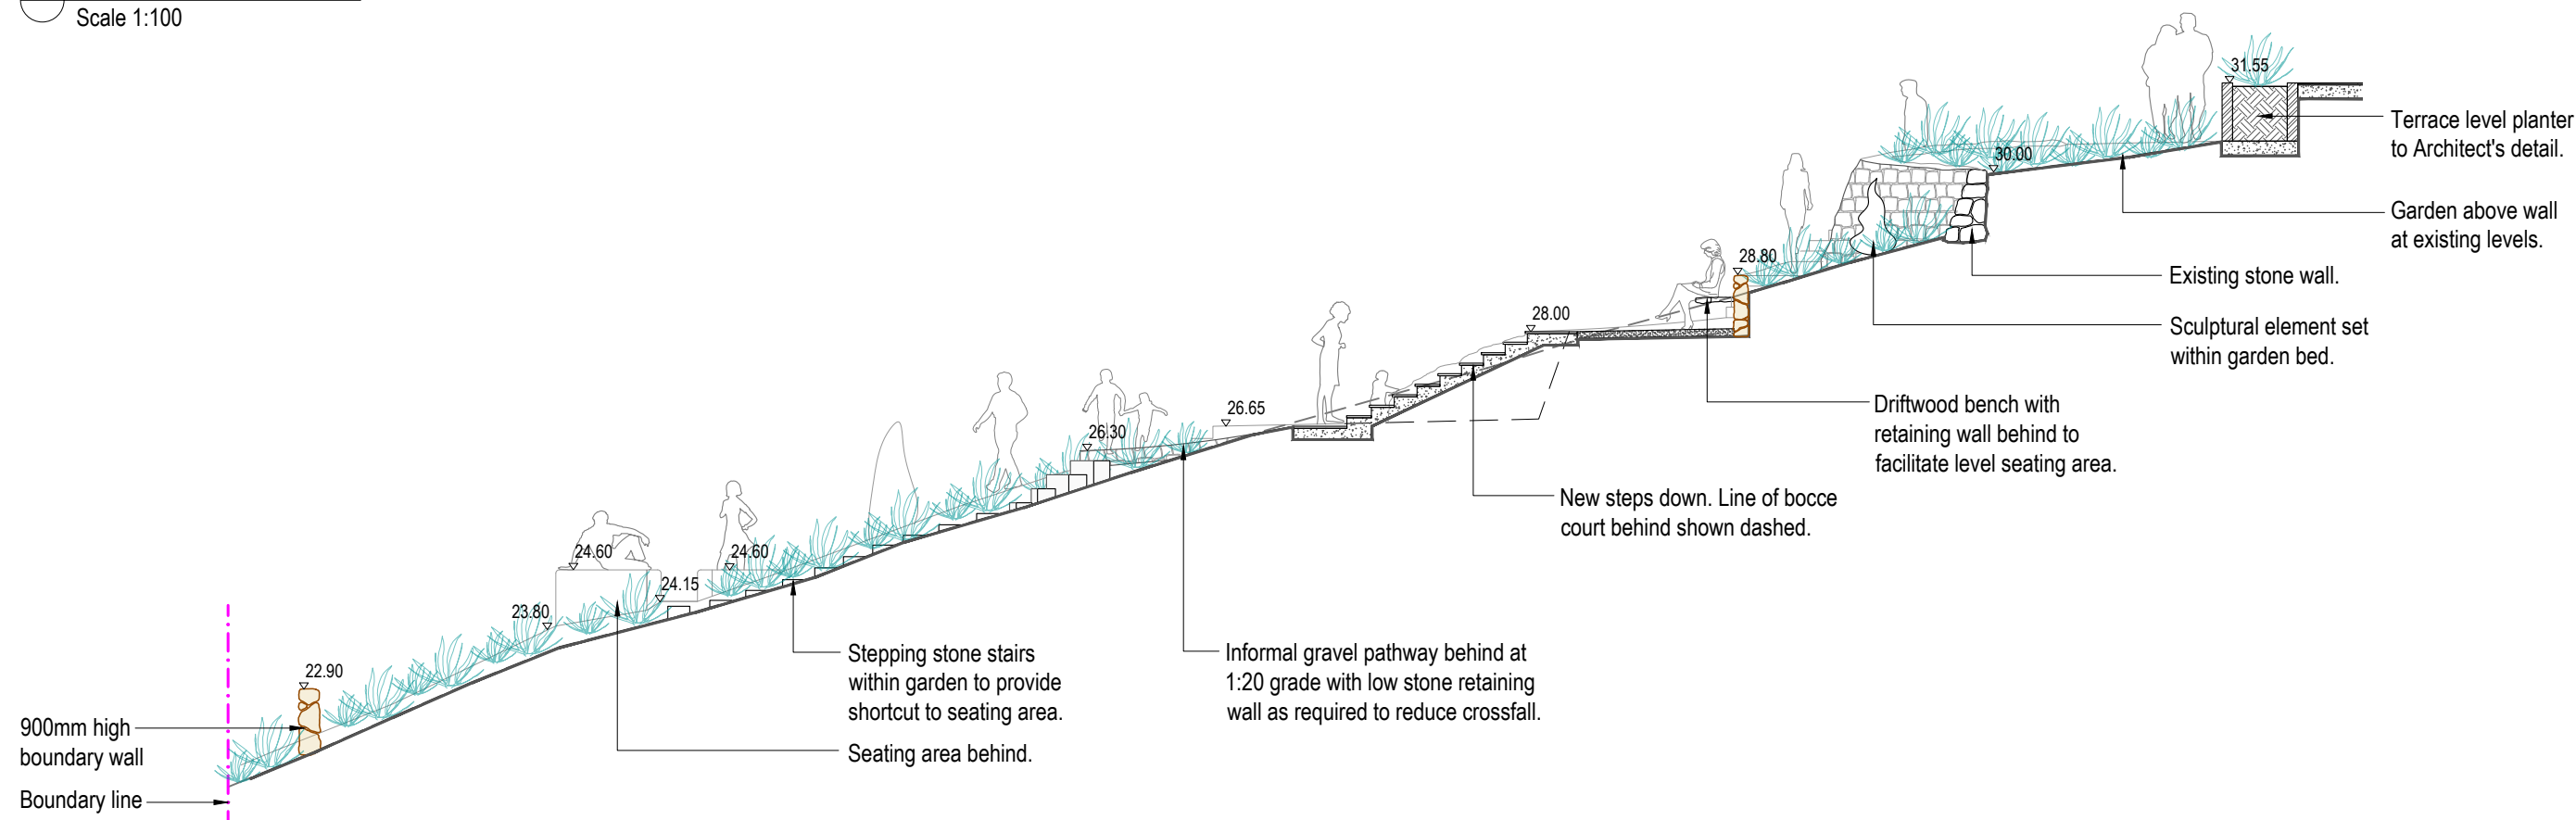 Scale 1:100
31.55
Terrace level planter
to Architect's detail.
30.00
Garden above wall
at existing levels.
28.80
Existing stone wall.
28.00
Sculptural element set
within garden bed.
Driftwood bench with
retaining wall behind to
facilitate level seating area.
26.65
26.30
New steps down. Line of bocce
court behind shown dashed.
24.60
24.60
24.15
23.80
Stepping stone stairs
within garden to provide
shortcut to seating area.
Informal gravel pathway behind at
1:20 grade with low stone retaining
wall as required to reduce crossfall.
22.90
Seating area behind.
900mm high
boundary wall
Boundary line